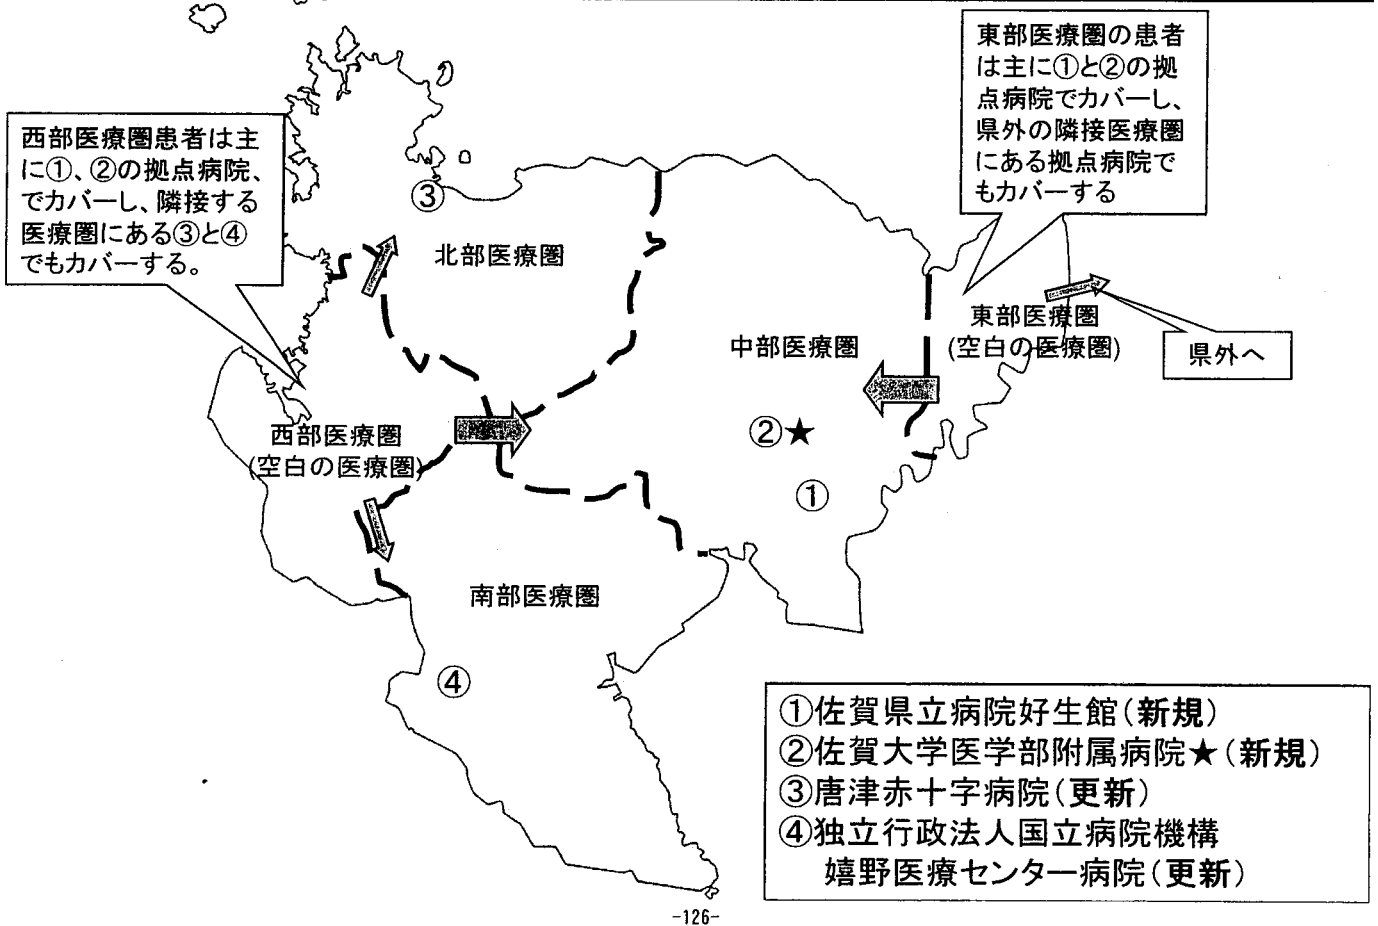 東部医療圏の患者
は主に①と②の拠
点病院でカバーし、
県外の隣接医療圏
にある拠点病院で
もカバーする
西部医療圏患者は主
に①、②の拠点病院、
でカバーし、隣接する
医療圏にある③と④
でもカバーする。
③
北部医療圏
東部医療圏
(空白の医療圏)
県外へ
中部医療圏
②★
①
西部医療圏
(空白の医療圏)
南部医療圏
④
①佐賀県立病院好生館(新規)
②佐賀大学医学部附属病院★(新規)
③唐津赤十字病院(更新)
④独立行政法人国立病院機構
嬉野医療センター病院(更新)
-126-